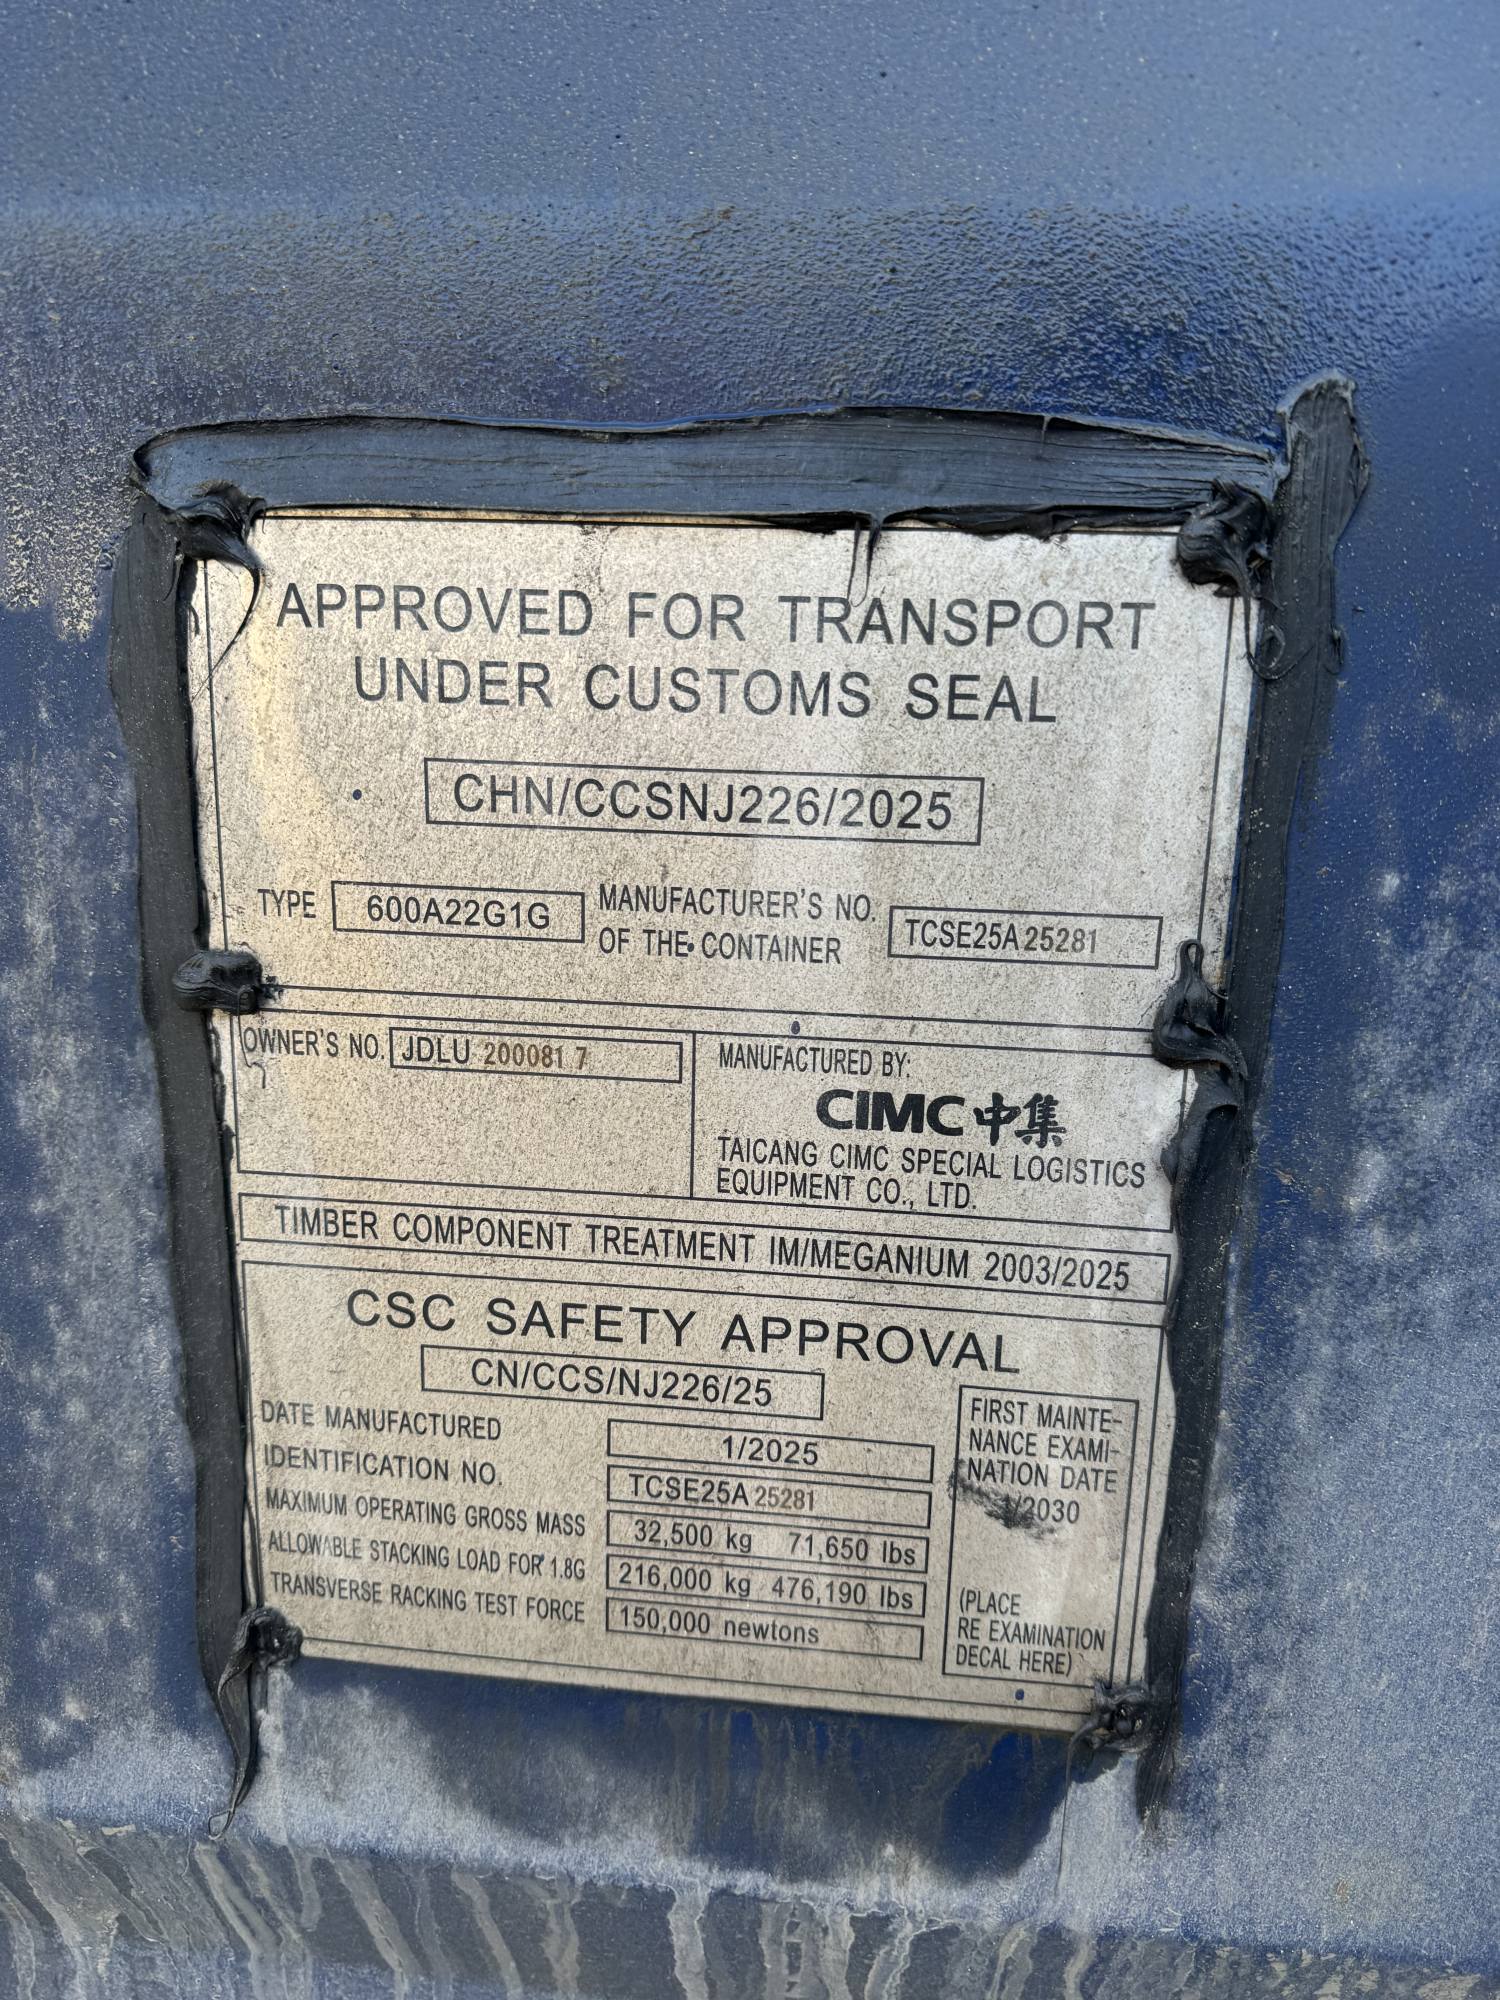 APPROVED FOR TRANSPORT
UNDER CUSTOMS SEAL
CHN/CCSNJ226/2025
TYPE 600A22G1G MANUFACTURER'S NO. OF THE CONTAINER TCSE25A25281
OWNER'S NO. JDLU 200081 7
MANUFACTURED BY:
CIMC 中集
TAICANG CIMC SPECIAL LOGISTICS
EQUIPMENT CO., LTD.
TIMBER COMPONENT TREATMENT IM/MEGANIUM 2003/2025
CSC SAFETY APPROVAL
CN/CCS/NJ226/25
DATE MANUFACTURED 1/2025
IDENTIFICATION NO. TCSE25A25281
MAXIMUM OPERATING GROSS MASS 32,500 kg 71,650 lbs
ALLOWABLE STACKING LOAD FOR 1.8G 216,000 kg 476,190 lbs
TRANSVERSE RACKING TEST FORCE 150,000 newtons
FIRST MAINTE-
NANCE EXAMI-
NATION DATE
1/2030
(PLACE
RE EXAMINATION
DECAL HERE)